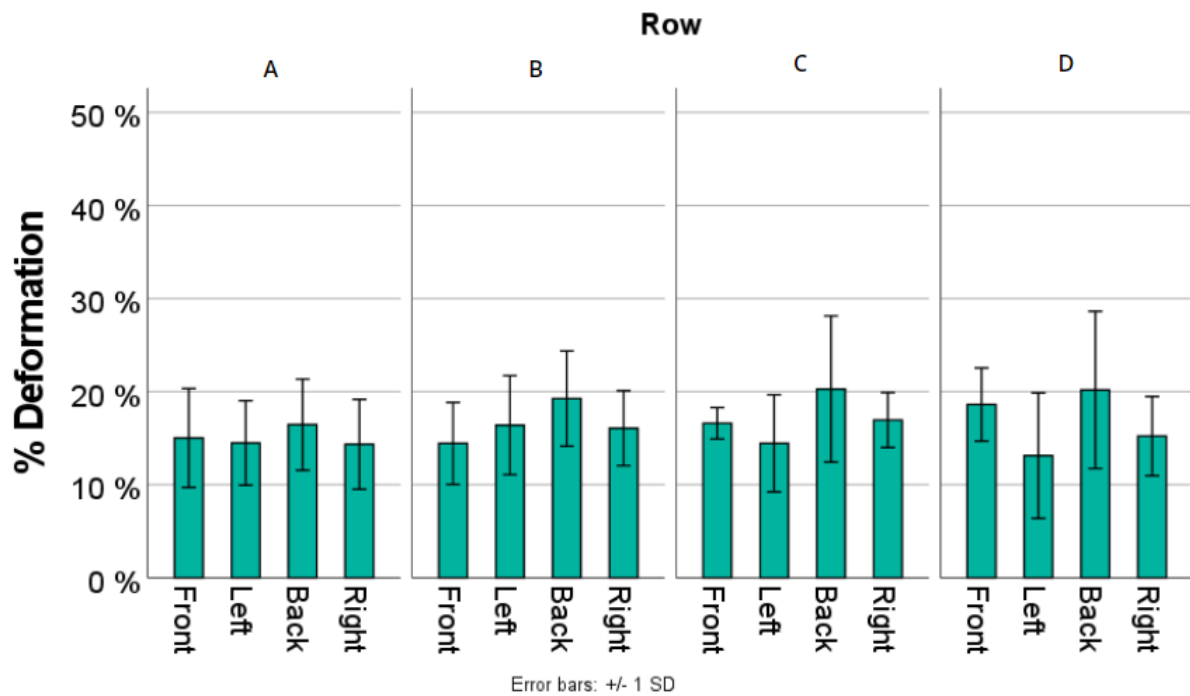 Row
A B C D
% Deformation
50 %
40 %
30 %
20 %
10 %
0 %
Front Left Back Right Front Left Back Right Front Left Back Right Front Left Back Right
Error bars: +/- 1 SD